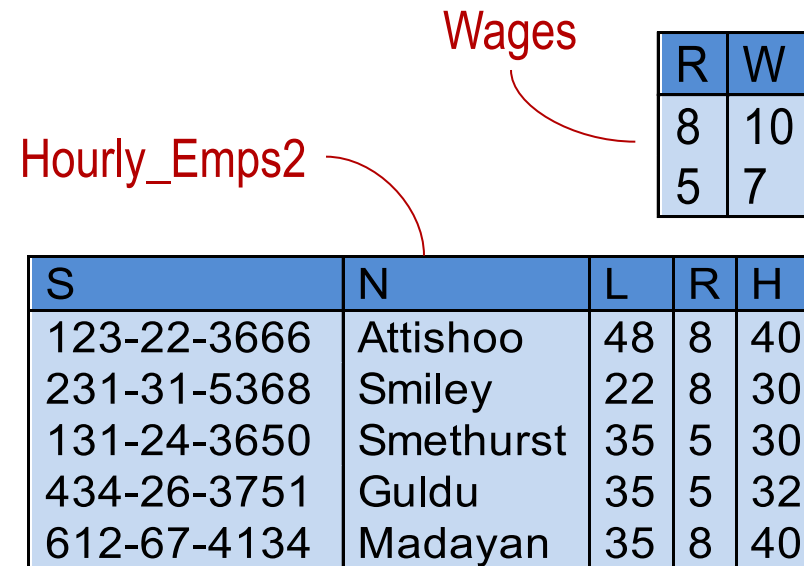 Wages
R W
8 10
5 7
Hourly_Emps2
S N L R H
123-22-3666 Attishoo 48 8 40
231-31-5368 Smiley 22 8 30
131-24-3650 Smethurst 35 5 30
434-26-3751 Guldu 35 5 32
612-67-4134 Madayan 35 8 40